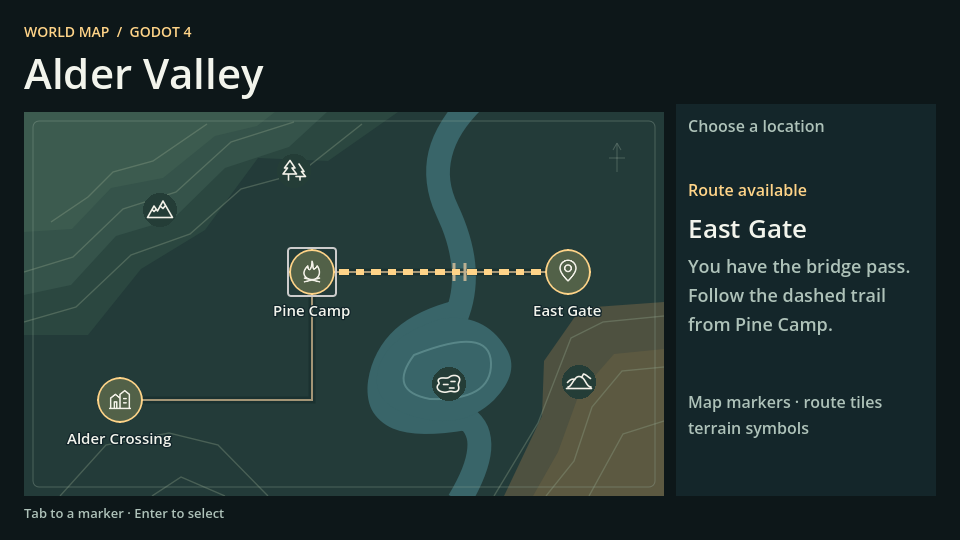 WORLD MAP / GODOT 4
Alder Valley
Choose a location
Route available
East Gate
You have the bridge pass.
Follow the dashed trail
from Pine Camp.
Pine Camp
East Gate
Alder Crossing
Map markers · route tiles
terrain symbols
Tab to a marker · Enter to select